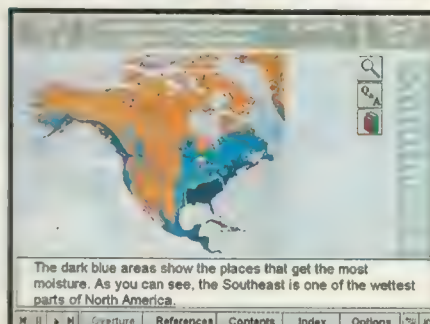 Q
A
The dark blue areas show the places that get the most
moisture. As you can see, the Southeast is one of the wettest
parts of North America.
Overture References Contents Index Options